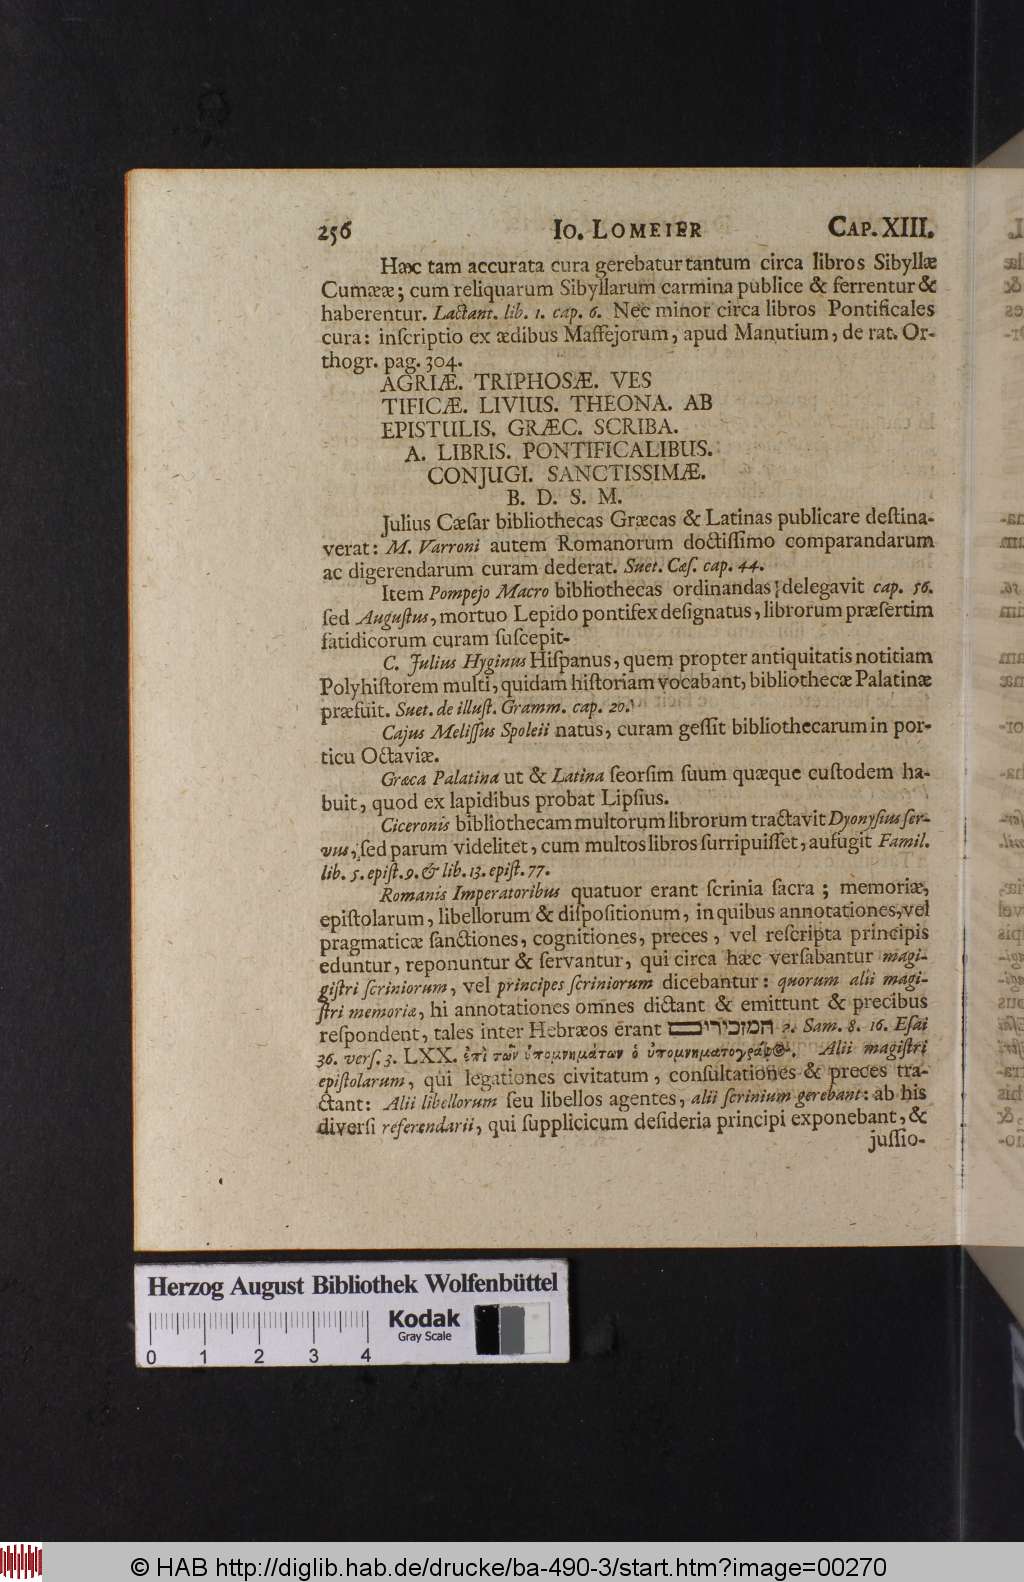 256 IO. LOMEIER CAP. XIII.
Hæc tam accurata cura gerebatur tantum circa libros Sibyllæ
Cumææ; cum reliquarum Sibyllarum carmina publice & ferrentur &
haberentur. Lactant. lib. 1. cap. 6. Nec minor circa libros Pontificales
cura: inſcriptio ex ædibus Maffejorum, apud Manutium, de rat. Or-
thogr. pag. 304.
AGRIÆ. TRIPHOSÆ. VES
TIFICÆ. LIVIUS. THEONA. AB
EPISTULIS. GRÆC. SCRIBA.
A. LIBRIS. PONTIFICALIBUS.
CONJUGI. SANCTISSIMÆ.
B. D. S. M.
Julius Cæſar bibliothecas Græcas & Latinas publicare deſtina-
verat: M. Varroni autem Romanorum doctiſſimo comparandarum
ac digerendarum curam dederat. Suet. Cæſ. cap. 44.
Item Pompejo Macro bibliothecas ordinandas delegavit cap. 56.
ſed Auguſtus, mortuo Lepido pontifex deſignatus, librorum præſertim
fatidicorum curam ſuſcepit.
C. Julius Hyginus Hiſpanus, quem propter antiquitatis notitiam
Polyhiſtorem multi, quidam hiſtoriam vocabant, bibliothecæ Palatinæ
præfuit. Suet. de illuſt. Gramm. cap. 20.
Cajus Meliſſus Spoleii natus, curam geſſit bibliothecarum in por-
ticu Octaviæ.
Græca Palatina ut & Latina ſeorſim ſuum quæque cuſtodem ha-
buit, quod ex lapidibus probat Lipſius.
Ciceronis bibliothecam multorum librorum tractavit Dyonyſius ſer-
vus, ſed parum videlitet, cum multos libros ſurripuiſſet, aufugit Famil.
lib. 5. epiſt. 9. & lib. 13. epiſt. 77.
Romanis Imperatoribus quatuor erant ſcrinia ſacra; memoriæ,
epiſtolarum, libellorum & diſpoſitionum, in quibus annotationes, vel
pragmaticæ ſanctiones, cognitiones, preces, vel reſcripta principis
eduntur, reponuntur & ſervantur, qui circa hæc verſabantur magi-
giſtri ſcriniorum, vel principes ſcriniorum dicebantur: quorum alii magi-
ſtri memoriæ, hi annotationes omnes dictant & emittunt & precibus
reſpondent, tales inter Hebræos erant המזכירים 2. Sam. 8. 16. Eſai
36. verſ. 3. LXX. ἐπὶ τῶν ὑπομνημάτων ὁ ὑπομνηματογράφος. Alii magiſtri
epiſtolarum, qui legationes civitatum, conſultationes & preces tra-
ctant: Alii libellorum ſeu libellos agentes, alii ſcrinium gerebant: ab his
diverſi referendarii, qui ſupplicicum deſideria principi exponebant, &
juſſio-
Herzog August Bibliothek Wolfenbüttel
Kodak
Gray Scale
0 1 2 3 4
© HAB http://diglib.hab.de/drucke/ba-490-3/start.htm?image=00270